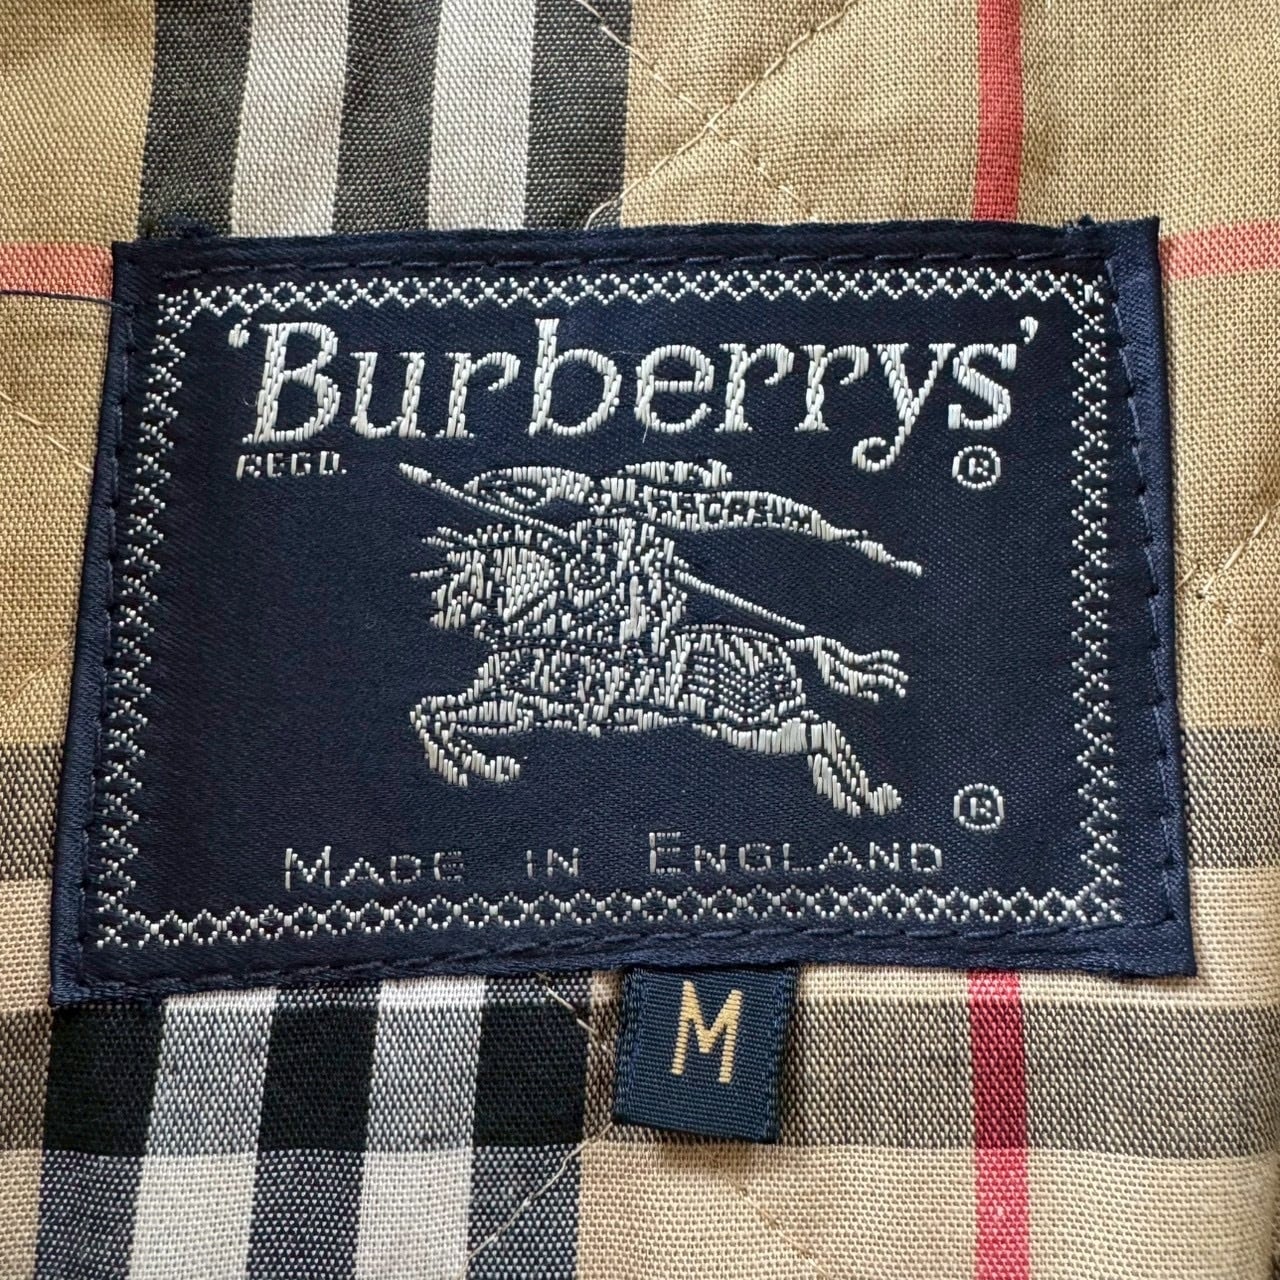 'Burberrys'
REGD. ®
®
MADE IN ENGLAND
M